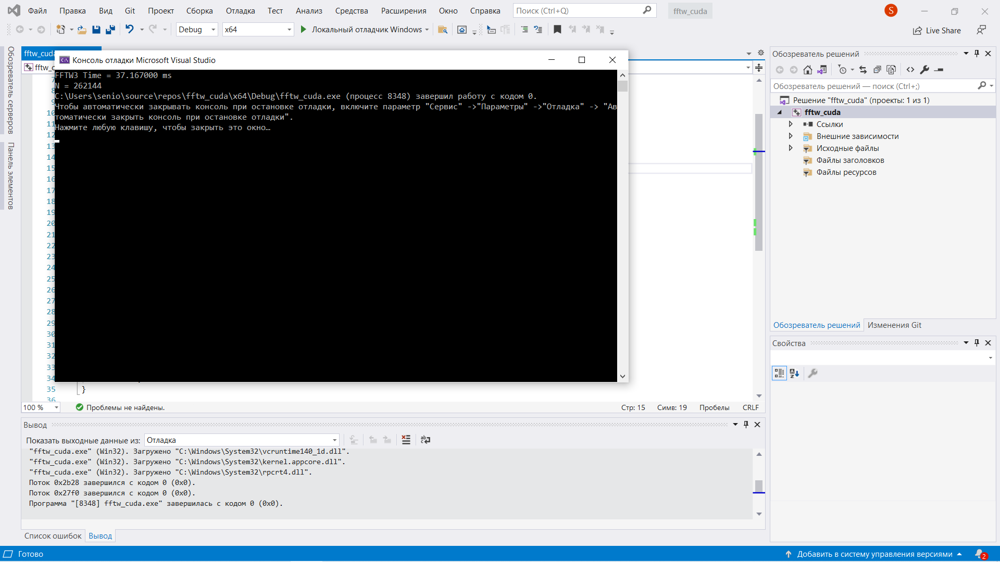 Файл Правка Вид Git Проект Сборка Отладка Тест Анализ Средства Расширения Окно Справка Поиск (Ctrl+Q) fftw_cuda S
Debug x64 Локальный отладчик Windows Live Share
Обозреватель серверов
Панель элементов
fftw_cuda
Консоль отладки Microsoft Visual Studio
fftw_c
FFTW3 Time = 37.167000 ms
N = 262144
C:\Users\senio\source\repos\fftw_cuda\x64\Debug\fftw_cuda.exe (процесс 8348) завершил работу с кодом 0.
Чтобы автоматически закрывать консоль при остановке отладки, включите параметр "Сервис" ->"Параметры" ->"Отладка" -> "Ав
томатически закрыть консоль при остановке отладки".
Нажмите любую клавишу, чтобы закрыть это окно…
7
8
9
10
11
12
13
14
15
16
17
18
19
20
21
22
23
24
25
26
27
28
29
30
31
32
33
34
35 }
36
100 % Проблемы не найдены. Стр: 15 Симв: 19 Пробелы CRLF
Вывод
Показать выходные данные из: Отладка
"fftw_cuda.exe" (Win32). Загружено "C:\Windows\System32\vcruntime140_1d.dll".
"fftw_cuda.exe" (Win32). Загружено "C:\Windows\System32\kernel.appcore.dll".
"fftw_cuda.exe" (Win32). Загружено "C:\Windows\System32\rpcrt4.dll".
Поток 0x2b28 завершился с кодом 0 (0x0).
Поток 0x27f0 завершился с кодом 0 (0x0).
Программа "[8348] fftw_cuda.exe" завершилась с кодом 0 (0x0).
Список ошибок Вывод
Обозреватель решений
Обозреватель решений — поиск (Ctrl+;)
Решение "fftw_cuda" (проекты: 1 из 1)
fftw_cuda
Ссылки
Внешние зависимости
Исходные файлы
Файлы заголовков
Файлы ресурсов
Обозреватель решений Изменения Git
Свойства
Готово Добавить в систему управления версиями 2